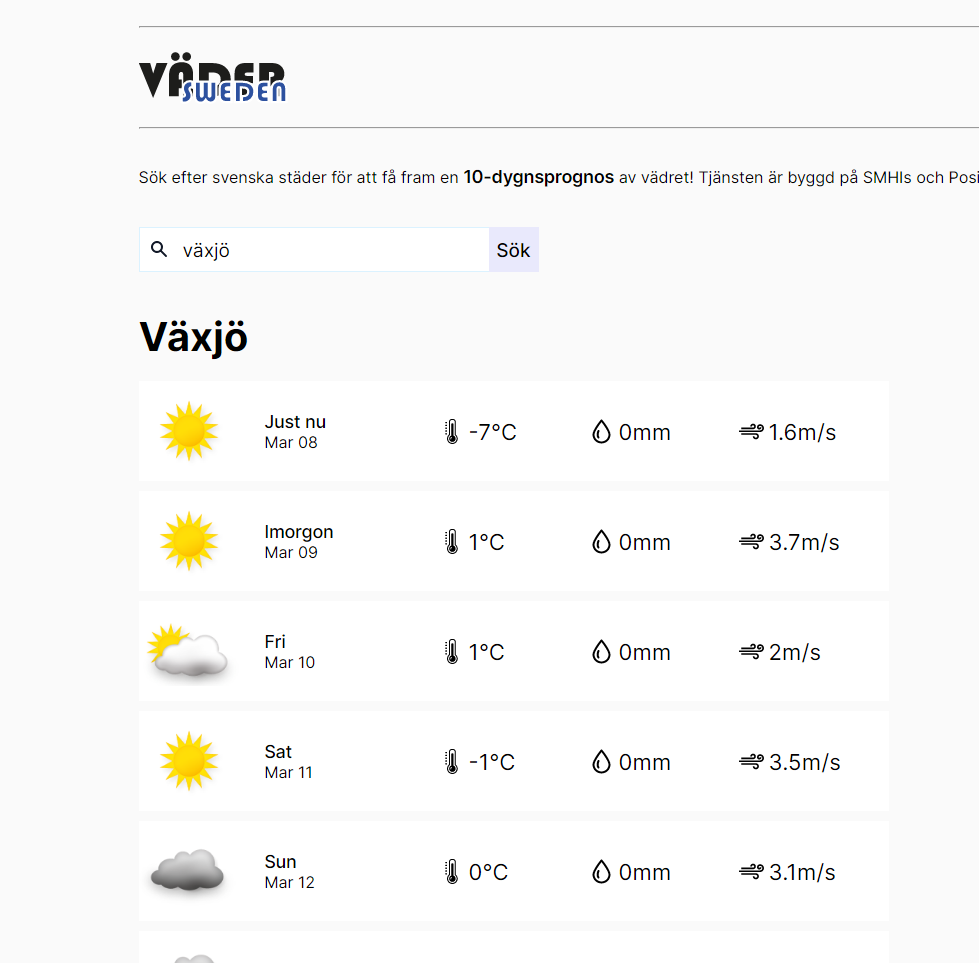 VÄDER
SWEDEN
Sök efter svenska städer för att få fram en 10-dygnsprognos av vädret! Tjänsten är byggd på SMHIs och Posi
växjö Sök
Växjö
Just nu
Mar 08
-7°C 0mm 1.6m/s
Imorgon
Mar 09
1°C 0mm 3.7m/s
Fri
Mar 10
1°C 0mm 2m/s
Sat
Mar 11
-1°C 0mm 3.5m/s
Sun
Mar 12
0°C 0mm 3.1m/s